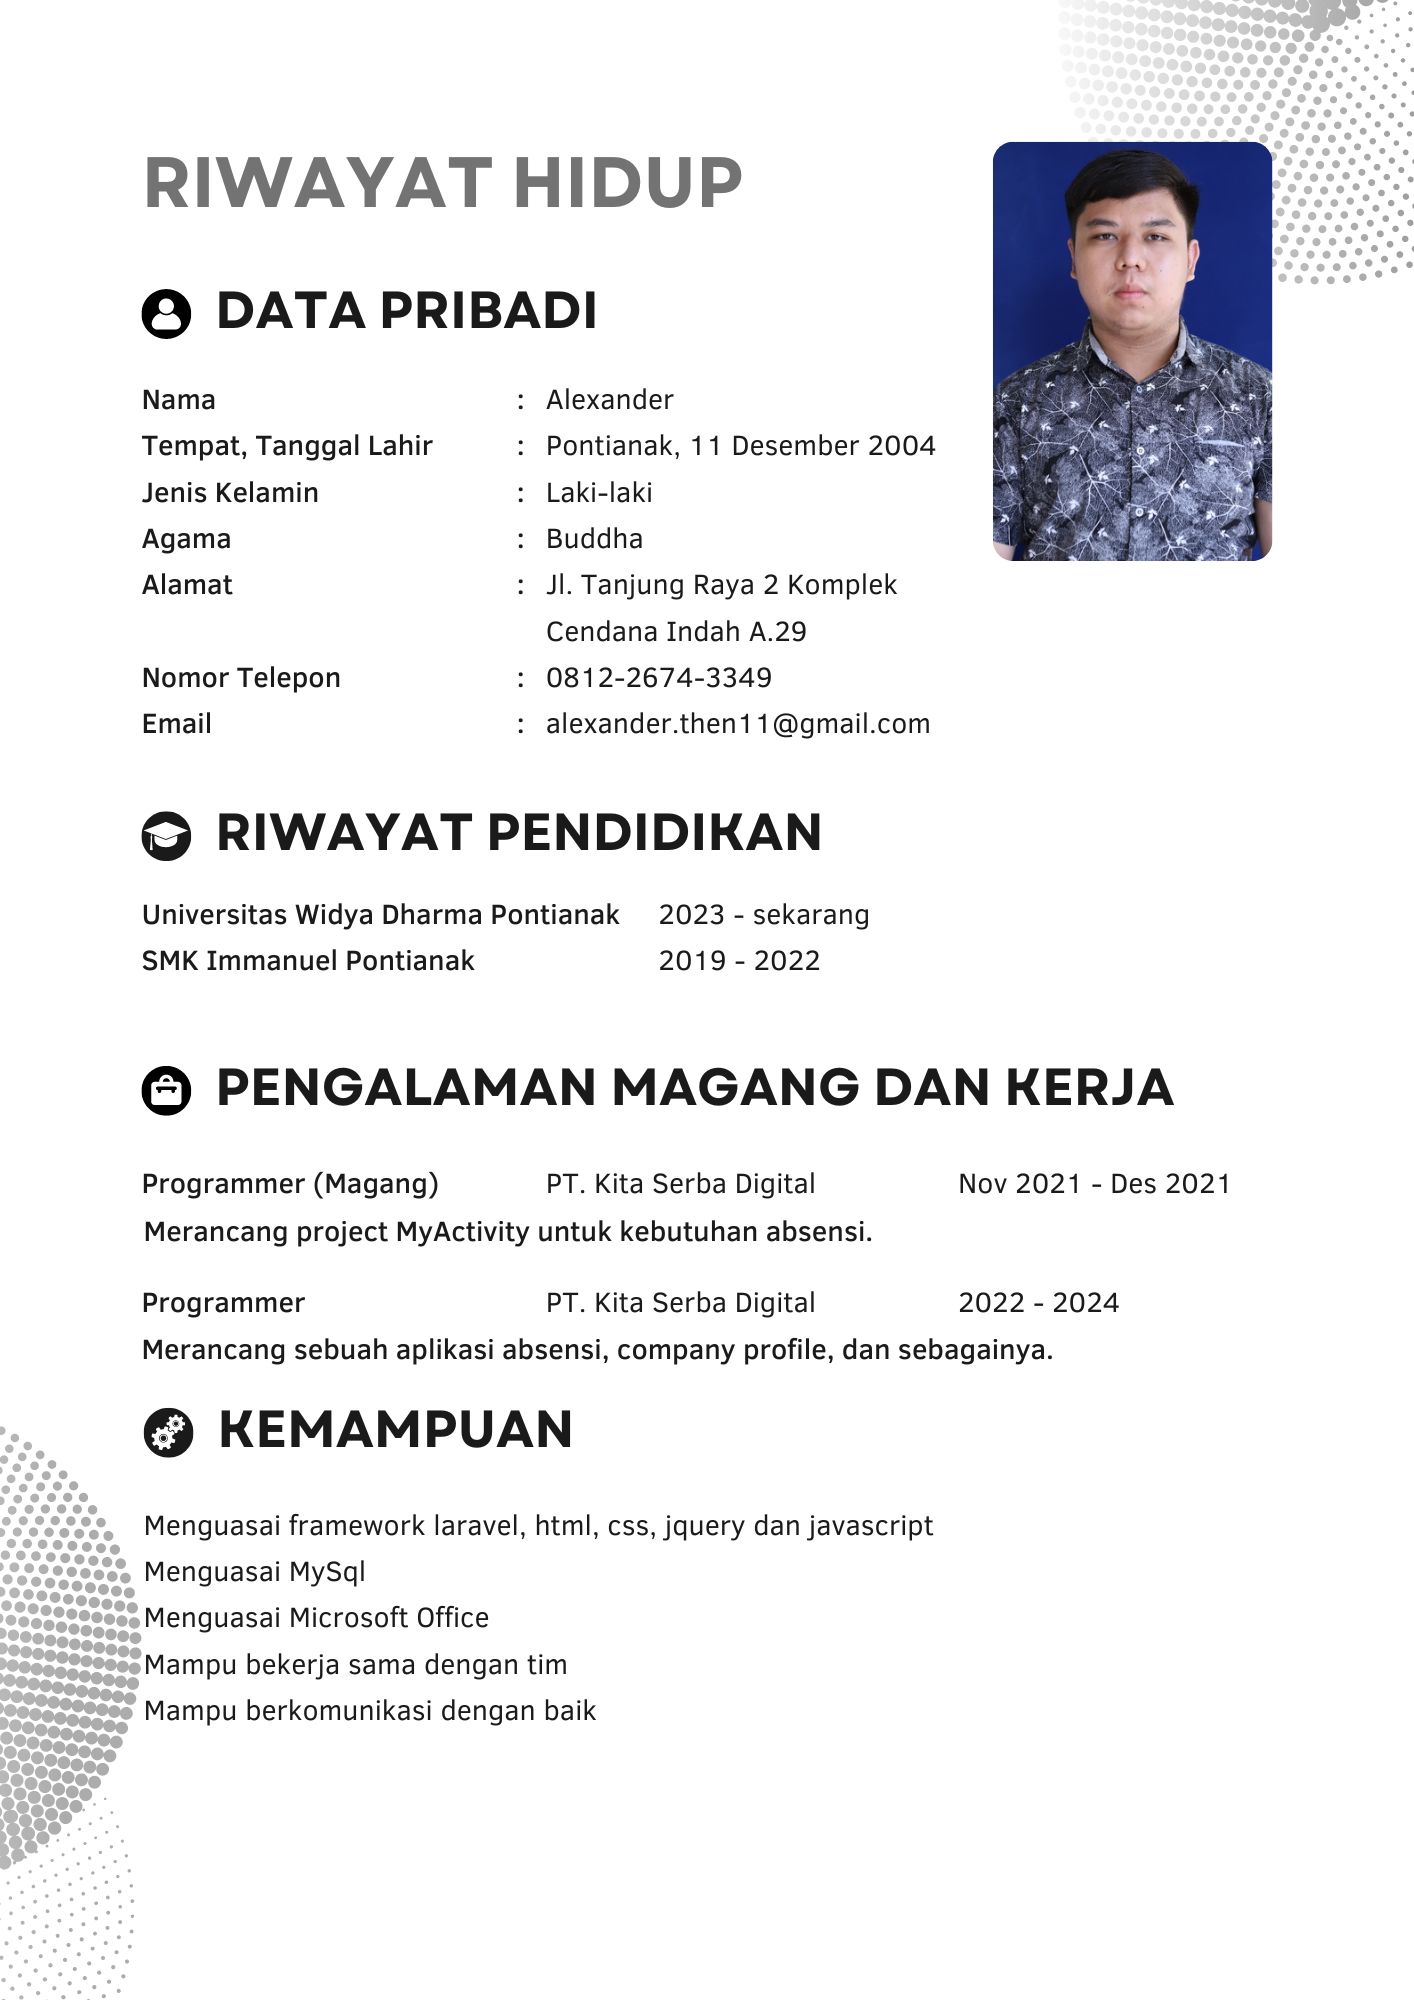 RIWAYAT HIDUP
DATA PRIBADI
Nama : Alexander
Tempat, Tanggal Lahir : Pontianak, 11 Desember 2004
Jenis Kelamin : Laki-laki
Agama : Buddha
Alamat : Jl. Tanjung Raya 2 Komplek
Cendana Indah A.29
Nomor Telepon : 0812-2674-3349
Email : alexander.then11@gmail.com
RIWAYAT PENDIDIKAN
Universitas Widya Dharma Pontianak 2023 - sekarang
SMK Immanuel Pontianak 2019 - 2022
PENGALAMAN MAGANG DAN KERJA
Programmer (Magang) PT. Kita Serba Digital Nov 2021 - Des 2021
Merancang project MyActivity untuk kebutuhan absensi.
Programmer PT. Kita Serba Digital 2022 - 2024
Merancang sebuah aplikasi absensi, company profile, dan sebagainya.
KEMAMPUAN
Menguasai framework laravel, html, css, jquery dan javascript
Menguasai MySql
Menguasai Microsoft Office
Mampu bekerja sama dengan tim
Mampu berkomunikasi dengan baik